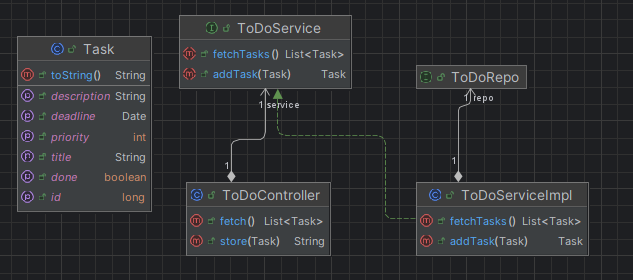 Task
toString() String
description String
deadline Date
priority int
title String
done boolean
id long
ToDoService
fetchTasks() List<Task>
addTask(Task) Task
1 service
1
ToDoController
fetch() List<Task>
store(Task) String
ToDoRepo
1 repo
1
ToDoServiceImpl
fetchTasks() List<Task>
addTask(Task) Task